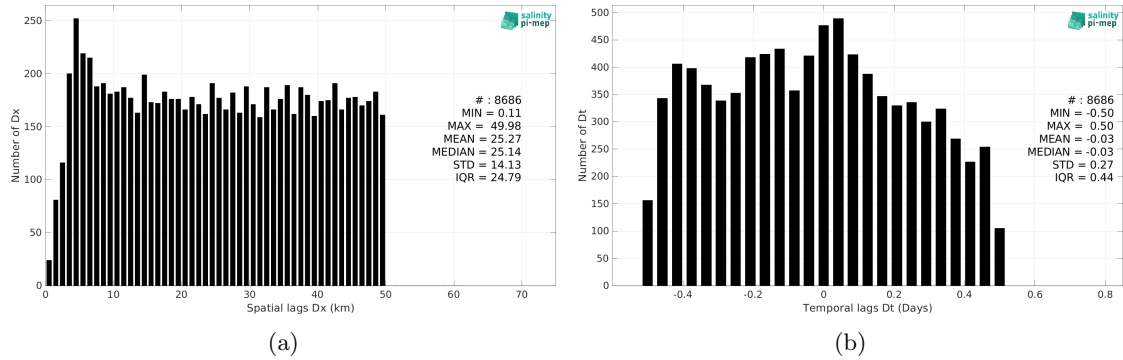 250
200
150
100
50
0
Number of Dx
0 10 20 30 40 50 60 70
Spatial lags Dx (km)
salinity
pi-mep
# : 8686
MIN = 0.11
MAX = 49.98
MEAN = 25.27
MEDIAN = 25.14
STD = 14.13
IQR = 24.79
(a)
500
450
400
350
300
250
200
150
100
50
0
Number of Dt
-0.4 -0.2 0 0.2 0.4 0.6 0.8
Temporal lags Dt (Days)
salinity
pi-mep
# : 8686
MIN = -0.50
MAX = 0.50
MEAN = -0.03
MEDIAN = -0.03
STD = 0.27
IQR = 0.44
(b)